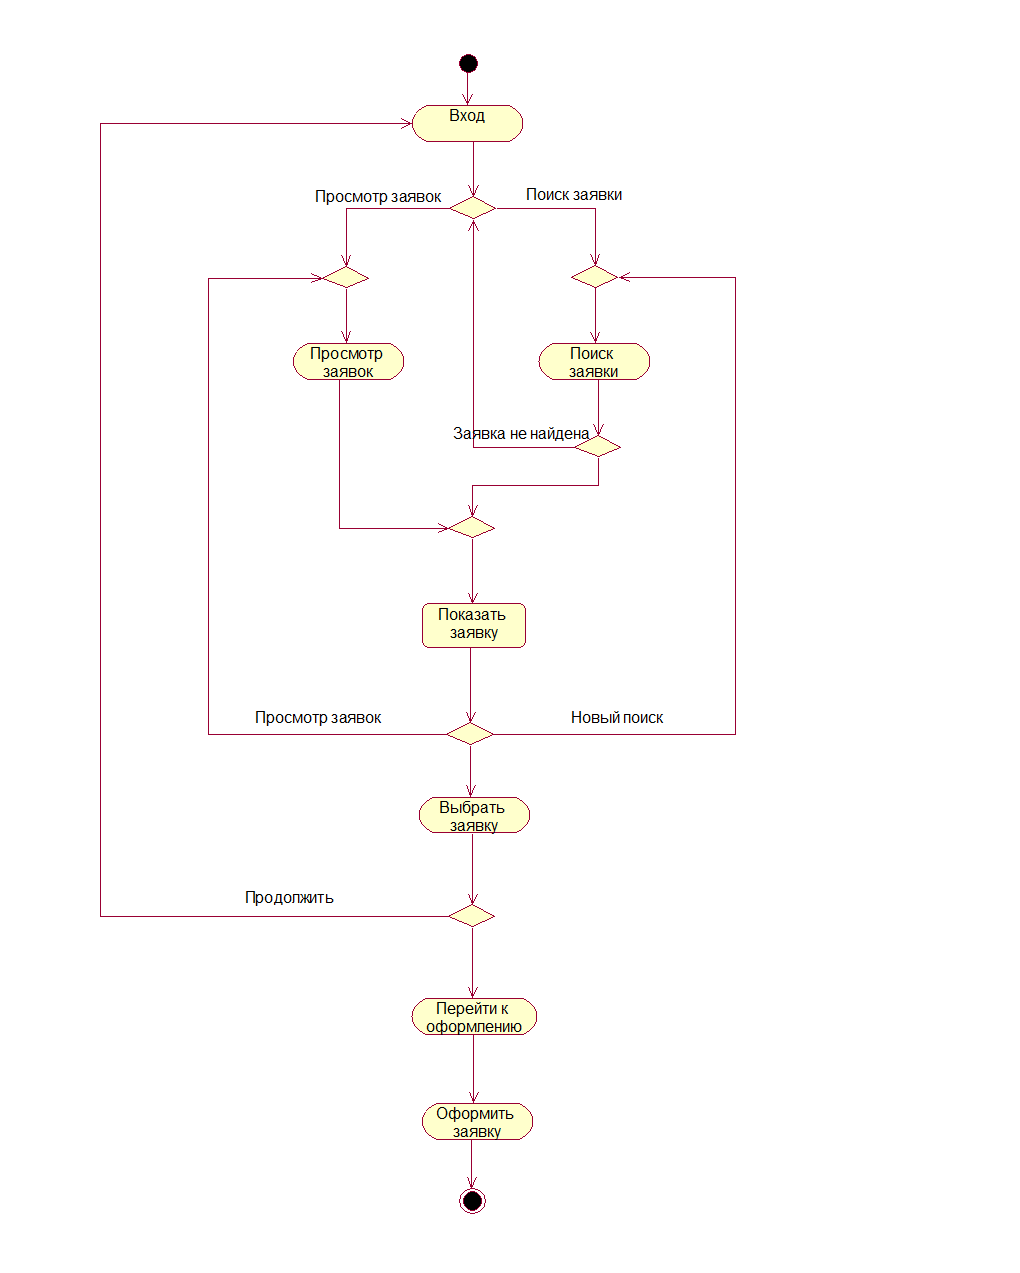 Вход
Просмотр заявок
Поиск заявки
Просмотр
заявок
Поиск
заявки
Заявка не найдена
Показать
заявку
Просмотр заявок
Новый поиск
Выбрать
заявку
Продолжить
Перейти к
оформлению
Оформить
заявку